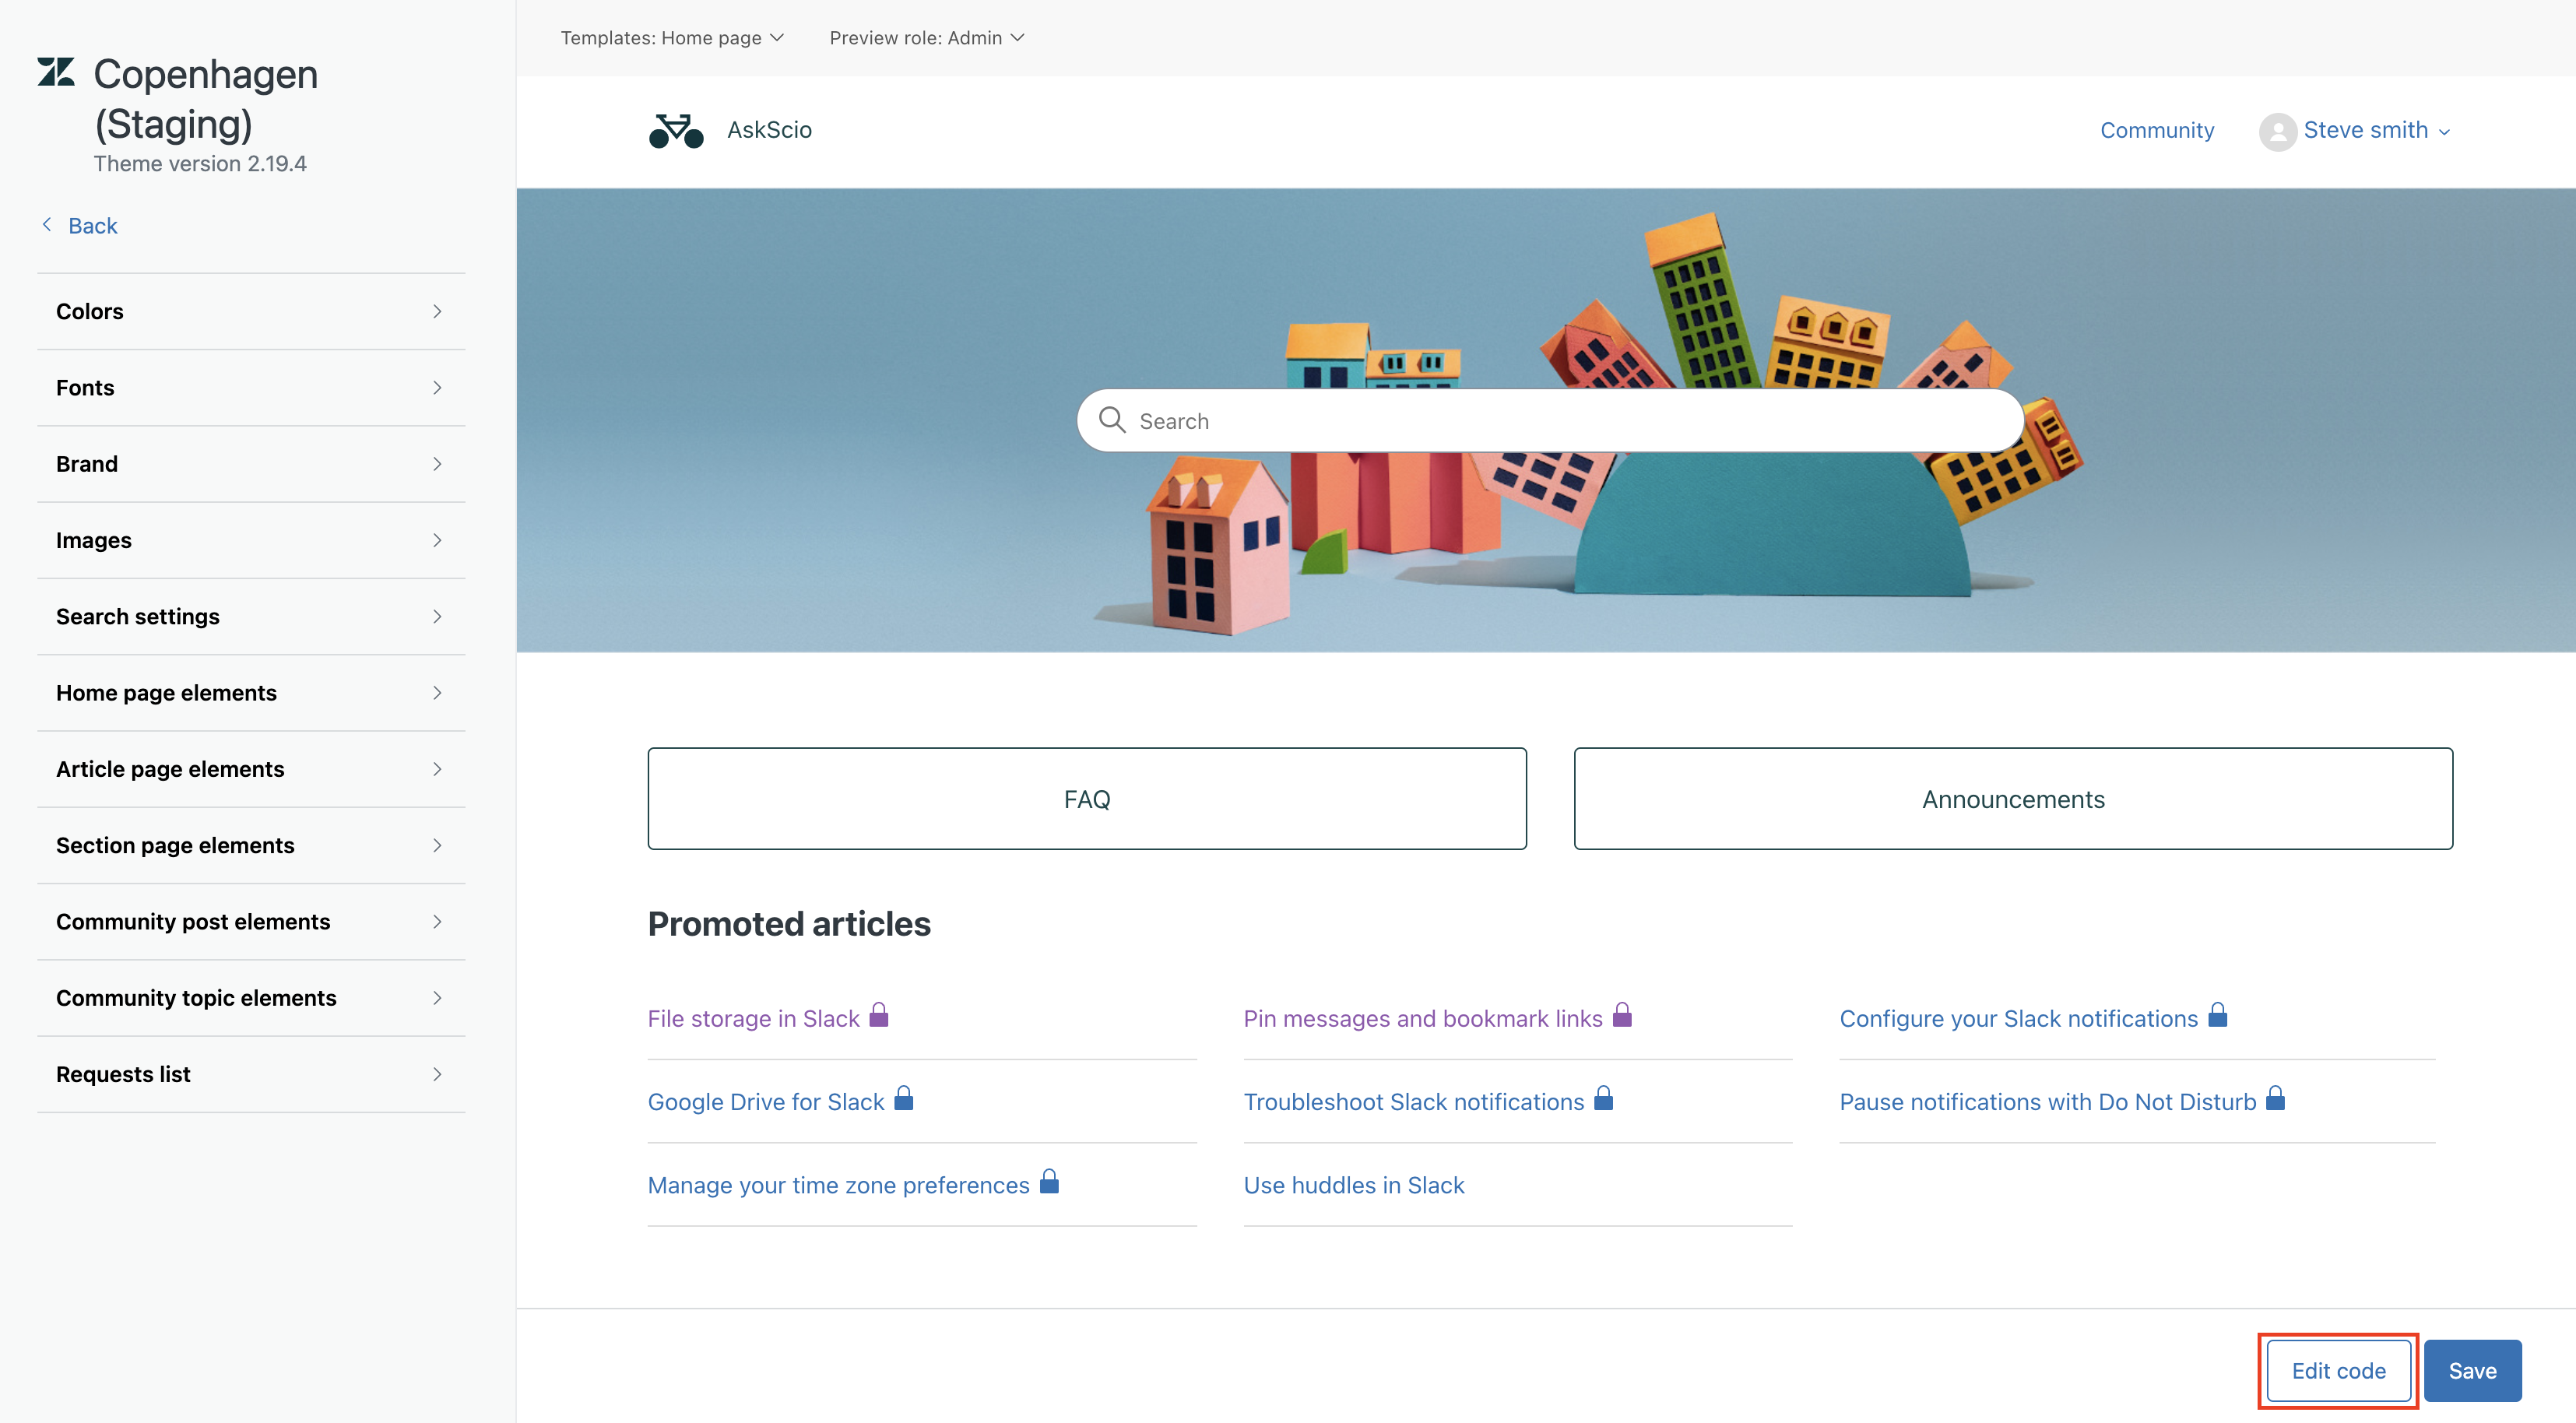 Copenhagen
(Staging)
Theme version 2.19.4
Back
Colors
Fonts
Brand
Images
Search settings
Home page elements
Article page elements
Section page elements
Community post elements
Community topic elements
Requests list
Templates: Home page
Preview role: Admin
AskScio
Community
Steve smith
Search
FAQ
Announcements
Promoted articles
File storage in Slack
Pin messages and bookmark links
Configure your Slack notifications
Google Drive for Slack
Troubleshoot Slack notifications
Pause notifications with Do Not Disturb
Manage your time zone preferences
Use huddles in Slack
Edit code
Save